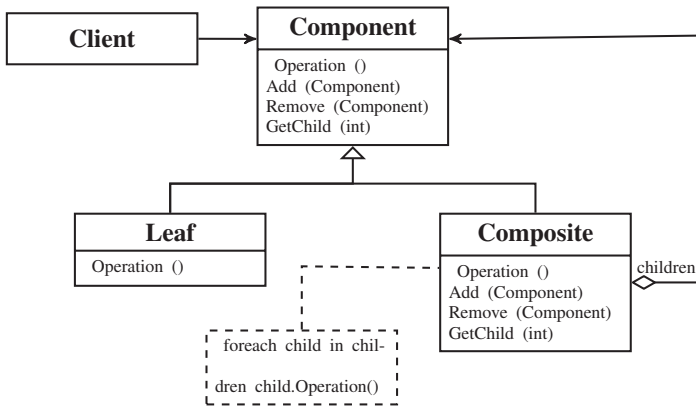 Client
Component
Operation ()
Add (Component)
Remove (Component)
GetChild (int)
Leaf
Operation ()
Composite
Operation ()
Add (Component)
Remove (Component)
GetChild (int)
children
foreach child in chil-
dren child.Operation()